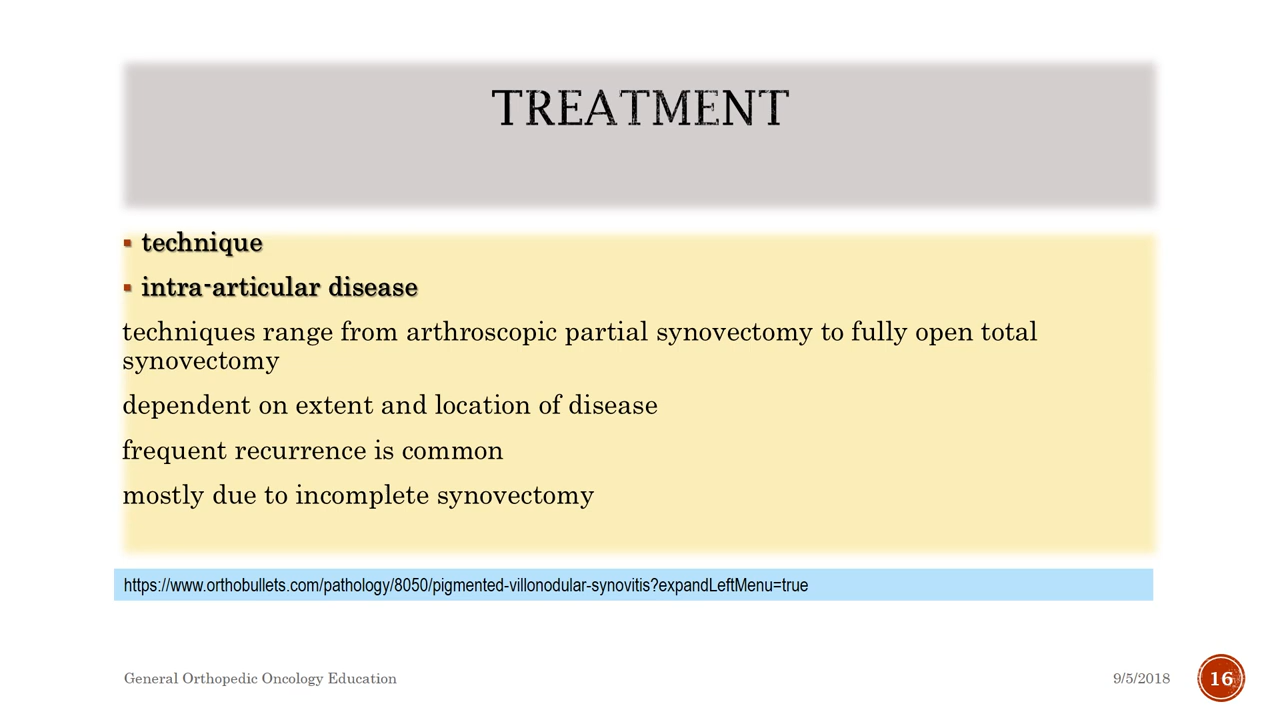 TREATMENT
▪ technique
▪ intra-articular disease
techniques range from arthroscopic partial synovectomy to fully open total
synovectomy
dependent on extent and location of disease
frequent recurrence is common
mostly due to incomplete synovectomy
https://www.orthobullets.com/pathology/8050/pigmented-villonodular-synovitis?expandLeftMenu=true
General Orthopedic Oncology Education
9/5/2018
16